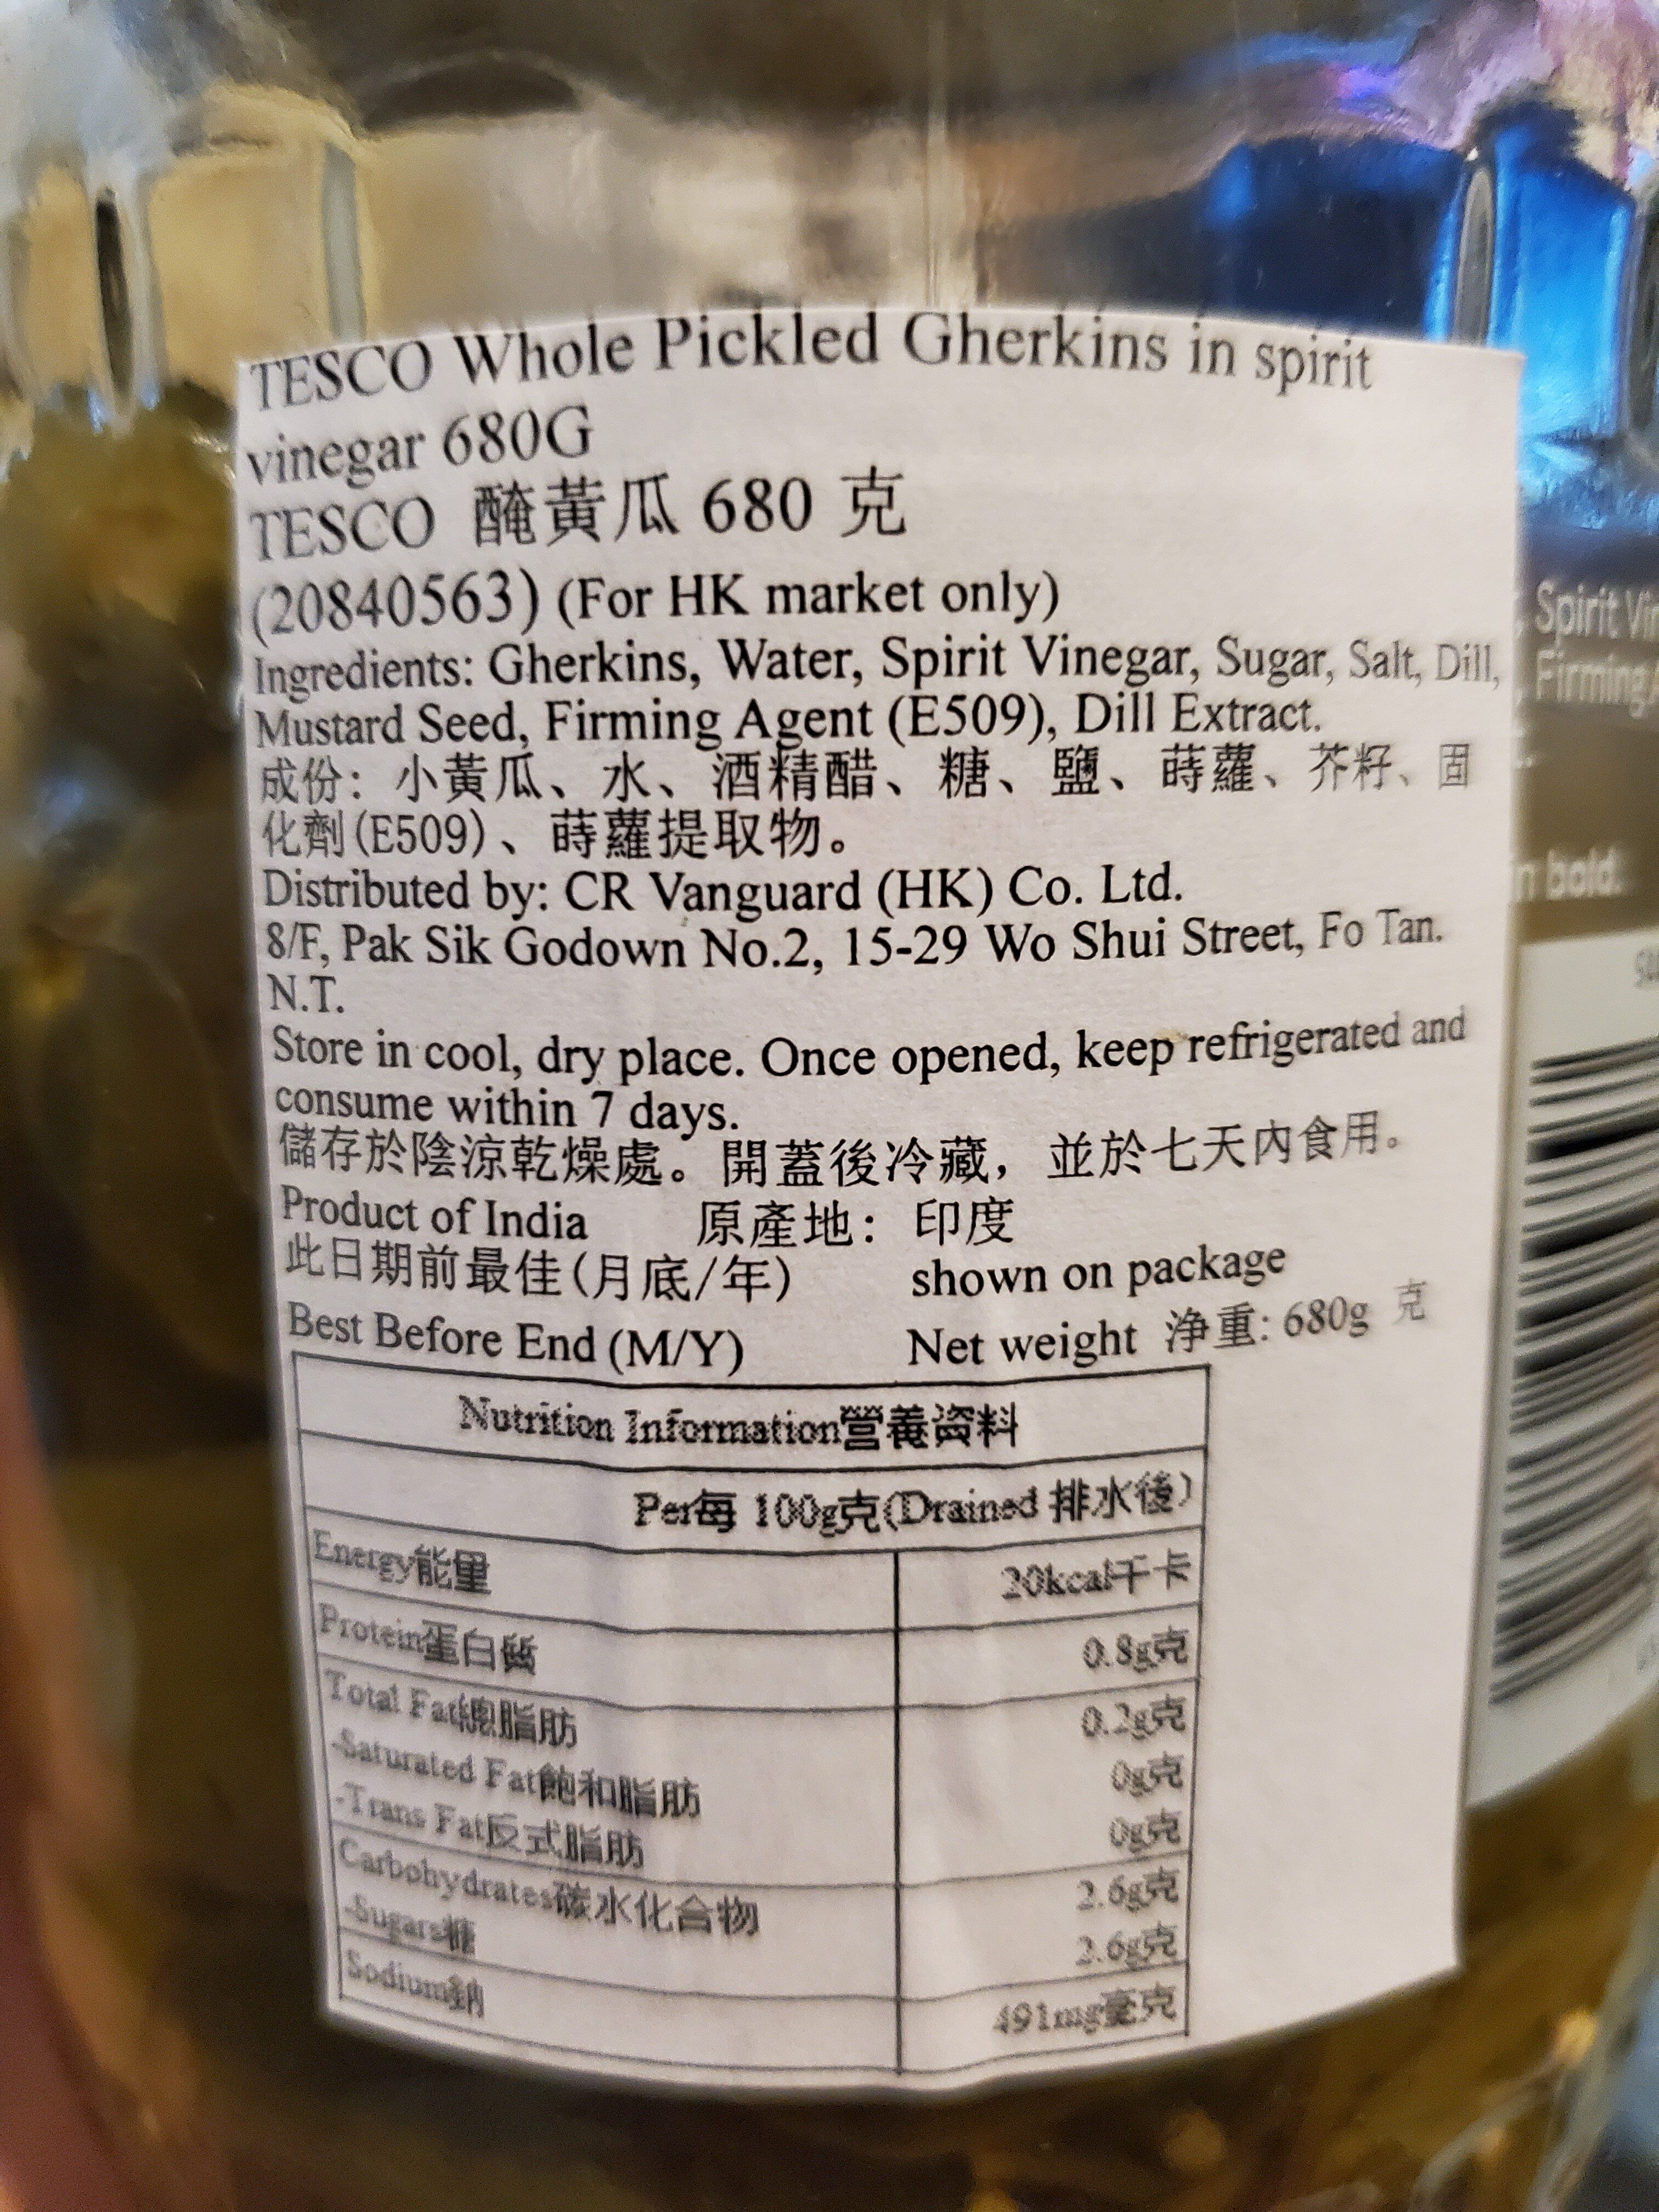 TESCO Whole Pickled Gherkins in spirit
vinegar 680G
TESCO 醃黃瓜 680 克
(20840563) (For HK market only)
Ingredients: Gherkins, Water, Spirit Vinegar, Sugar, Salt, Dill,
Mustard Seed, Firming Agent (E509), Dill Extract.
成份：小黃瓜、水、酒精醋、糖、鹽、蒔蘿、芥籽、固
化劑(E509)、蒔蘿提取物。
Distributed by: CR Vanguard (HK) Co. Ltd.
8/F, Pak Sik Godown No.2, 15-29 Wo Shui Street, Fo Tan.
N.T.
Store in cool, dry place. Once opened, keep refrigerated and
consume within 7 days.
儲存於陰涼乾燥處。開蓋後冷藏，並於七天內食用。
Product of India 原產地：印度
此日期前最佳(月底/年) shown on package
Best Before End (M/Y) Net weight 淨重: 680g 克
Nutrition Information營養資料
Per每 100g克(Drained 排水後)
Energy能量 20kcal千卡
Protein蛋白質 0.8g克
Total Fat總脂肪 0.2g克
-Saturated Fat飽和脂肪 0g克
-Trans Fat反式脂肪 0g克
Carbohydrates碳水化合物 2.6g克
-Sugars糖 2.6g克
Sodium鈉 491mg毫克
Spirit
Firming
bold.